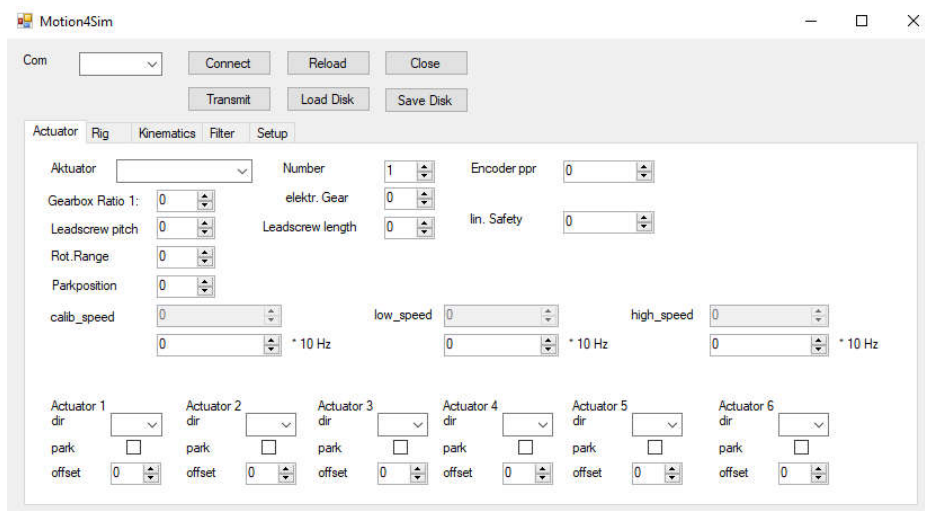 Motion4Sim
Com Connect Reload Close
Transmit Load Disk Save Disk
Actuator Rig Kinematics Filter Setup
Aktuator Number 1 Encoder ppr 0
Gearbox Ratio 1: 0 elektr. Gear 0
Leadscrew pitch 0 Leadscrew length 0 lin. Safety 0
Rot.Range 0
Parkposition 0
calib_speed 0 low_speed 0 high_speed 0
0 * 10 Hz 0 * 10 Hz 0 * 10 Hz
Actuator 1 Actuator 2 Actuator 3 Actuator 4 Actuator 5 Actuator 6
dir dir dir dir dir dir
park park park park park park
offset 0 offset 0 offset 0 offset 0 offset 0 offset 0